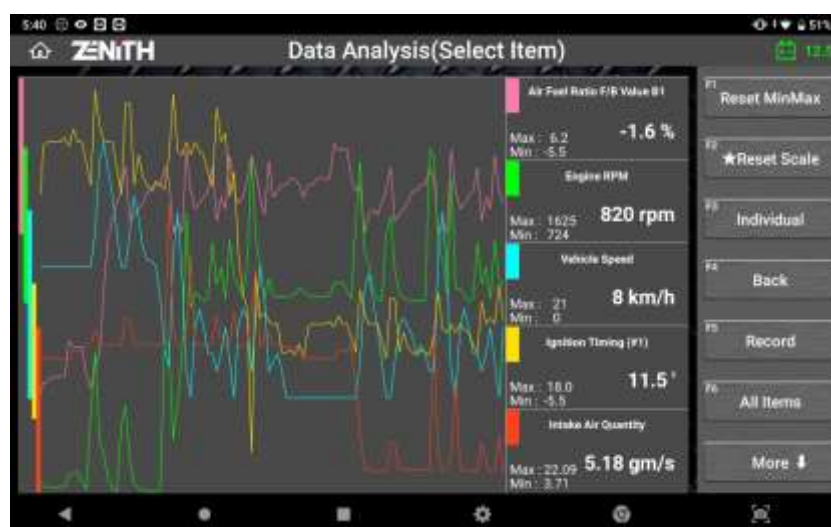 5:40
51%
ZENITH
Data Analysis(Select Item)
12.5
Air Fuel Ratio F/B Value B1
-1.6 %
Max : 6.2
Min : -5.5
Engine RPM
820 rpm
Max : 1625
Min : 724
Vehicle Speed
8 km/h
Max : 21
Min : 0
Ignition Timing (#1)
11.5°
Max : 18.0
Min : -5.5
Intake Air Quantity
5.18 gm/s
Max : 22.09
Min : 3.71
F1
Reset MinMax
F2
★Reset Scale
F3
Individual
F4
Back
F5
Record
F6
All Items
More ⬇